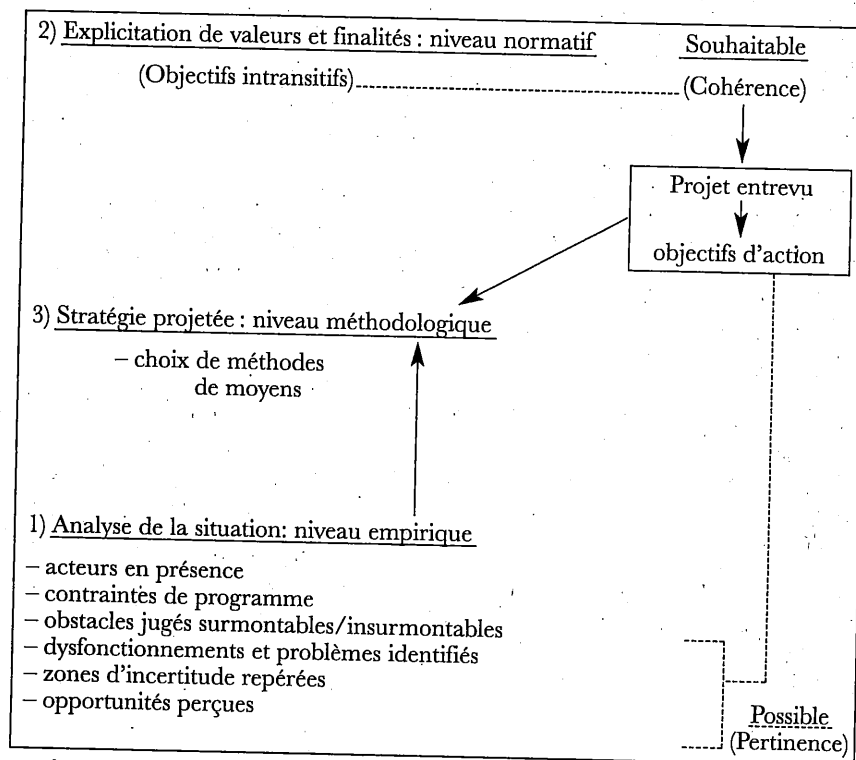 2) Explicitation de valeurs et finalités : niveau normatif
Souhaitable
(Objectifs intransitifs)
(Cohérence)
Projet entrevu
objectifs d'action
3) Stratégie projetée : niveau méthodologique
– choix de méthodes
de moyens
1) Analyse de la situation: niveau empirique
– acteurs en présence
– contraintes de programme
– obstacles jugés surmontables/insurmontables
– dysfonctionnements et problèmes identifiés
– zones d'incertitude repérées
– opportunités perçues
Possible
(Pertinence)